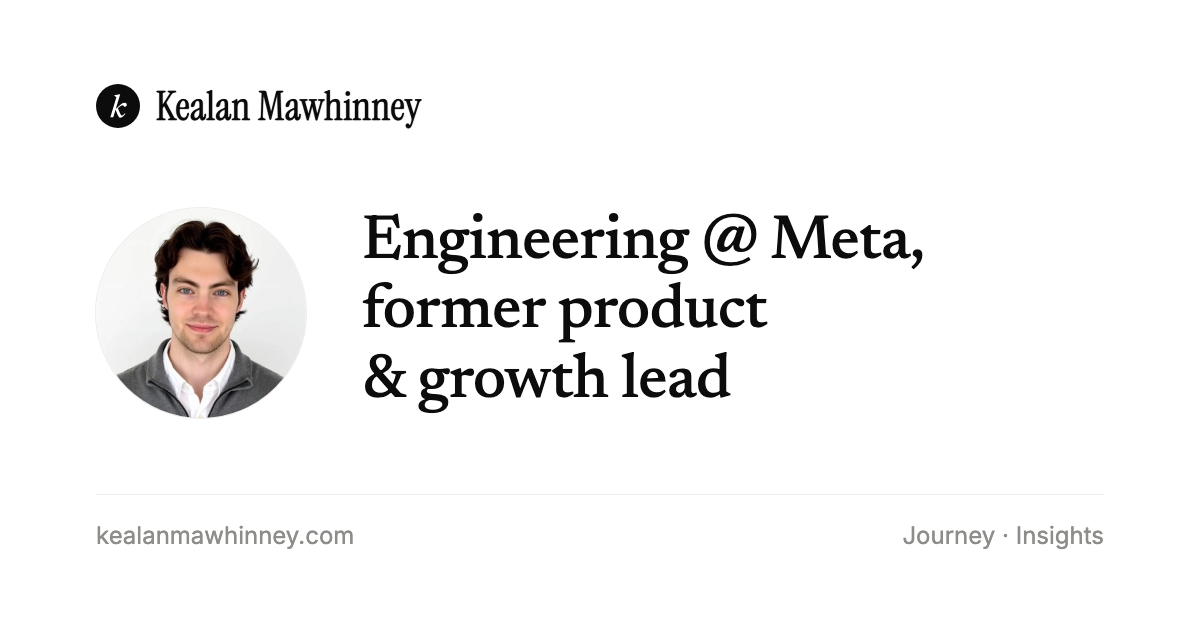 k Kealan Mawhinney
Engineering @ Meta,
former product
& growth lead
kealanmawhinney.com
Journey · Insights